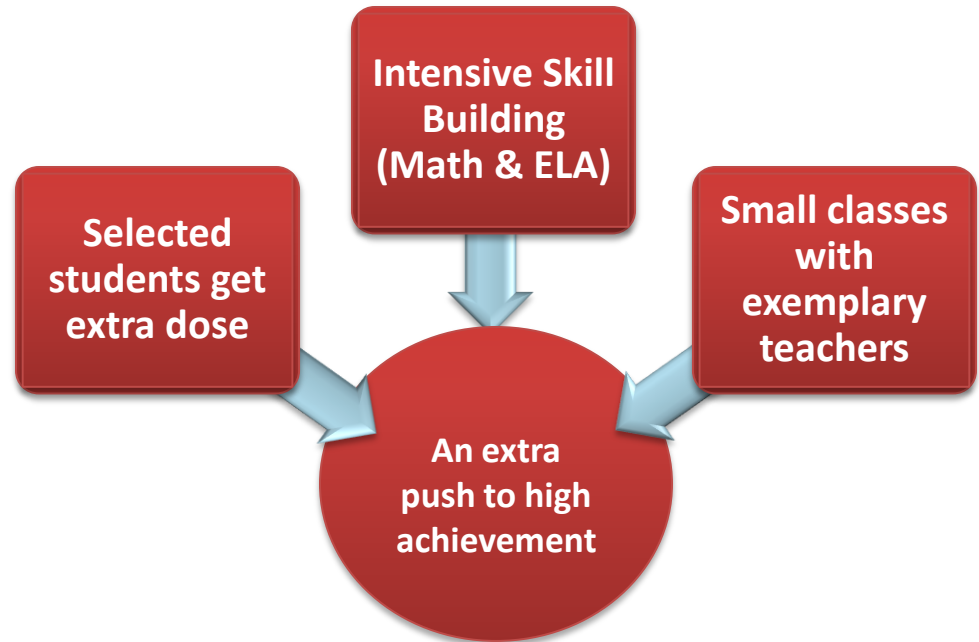 Intensive Skill
Building
(Math & ELA)
Selected
students get
extra dose
Small classes
with
exemplary
teachers
An extra
push to high
achievement